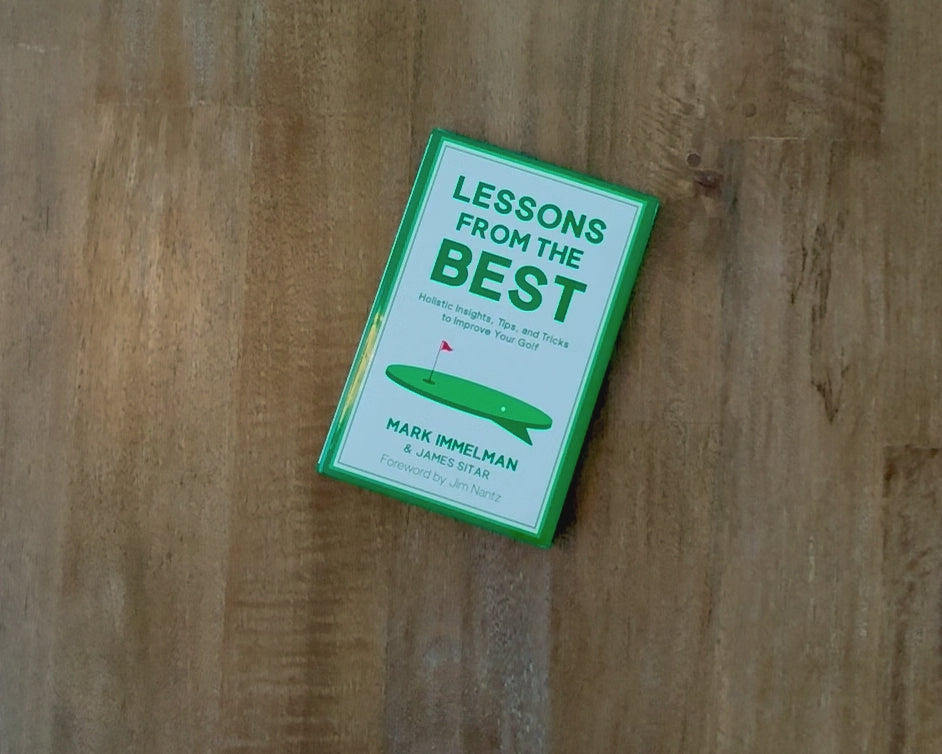 LESSONS
FROM THE
BEST
Holistic Insights, Tips, and Tricks
to Improve Your Golf
MARK IMMELMAN
& JAMES SITAR
Foreword by Jim Nantz